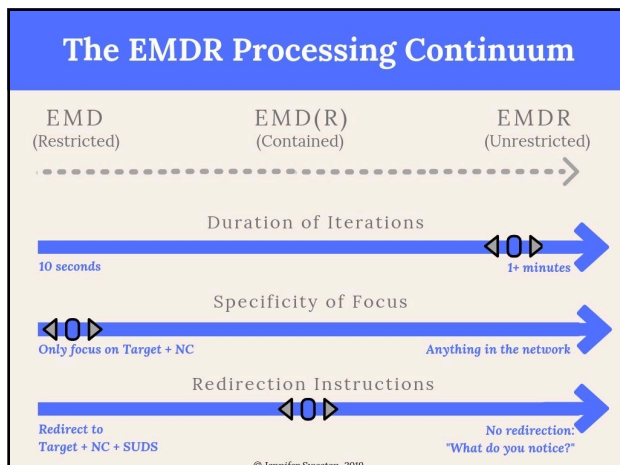 The EMDR Processing Continuum
EMD EMD(R) EMDR
(Restricted) (Contained) (Unrestricted)
Duration of Iterations
10 seconds 1+ minutes
Specificity of Focus
Only focus on Target + NC Anything in the network
Redirection Instructions
Redirect to No redirection:
Target + NC + SUDS "What do you notice?"